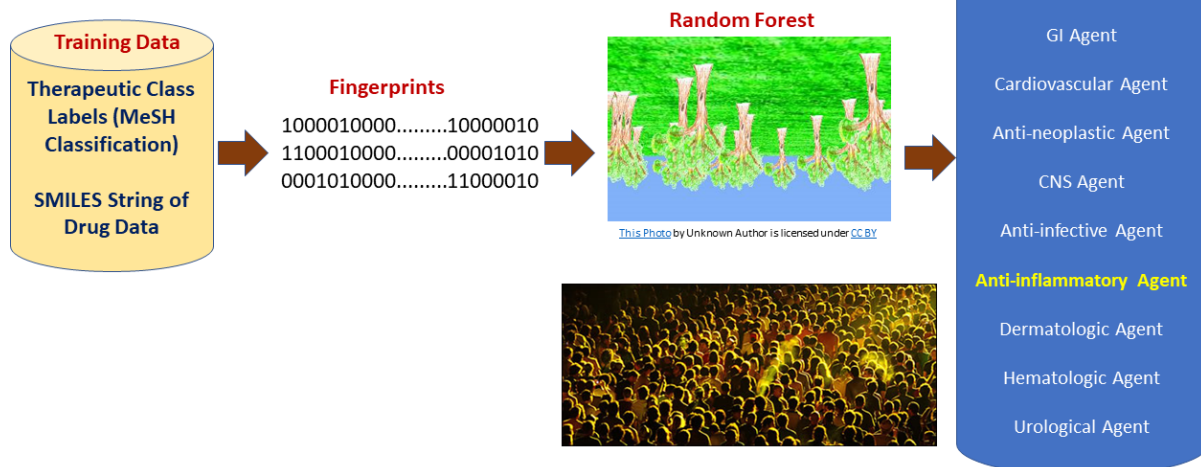 Training Data
Therapeutic Class
Labels (MeSH
Classification)
SMILES String of
Drug Data
Fingerprints
1000010000.........10000010
1100010000......…00001010
0001010000.........11000010
Random Forest
This Photo by Unknown Author is licensed under CC BY
GI Agent
Cardiovascular Agent
Anti-neoplastic Agent
CNS Agent
Anti-infective Agent
Anti-inflammatory Agent
Dermatologic Agent
Hematologic Agent
Urological Agent